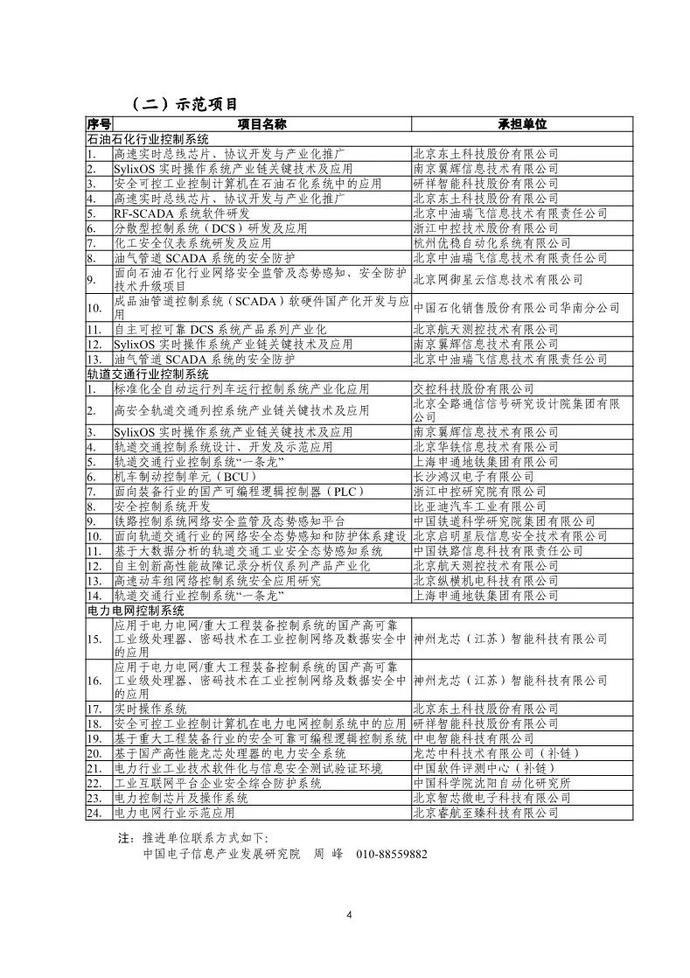 （二）示范项目
序号 项目名称 承担单位
石油石化行业控制系统
1. 高速实时总线芯片、协议开发与产业化推广 北京东土科技股份有限公司
2. SylixOS 实时操作系统产业链关键技术及应用 南京翼辉信息技术有限公司
3. 安全可控工业控制计算机在石油石化系统中的应用 研祥智能科技股份有限公司
4. 高速实时总线芯片、协议开发与产业化推广 北京东土科技股份有限公司
5. RF-SCADA 系统软件研发 北京中油瑞飞信息技术有限责任公司
6. 分散型控制系统（DCS）研发及应用 浙江中控技术股份有限公司
7. 化工安全仪表系统研发及应用 杭州优稳自动化系统有限公司
8. 油气管道 SCADA 系统的安全防护 北京中油瑞飞信息技术有限责任公司
9. 面向石油石化行业网络安全监管及态势感知、安全防护 北京网御星云信息技术有限公司
技术升级项目
10. 成品油管道控制系统（SCADA）软硬件国产化开发与应 中国石化销售股份有限公司华南分公司
用
11. 自主可控可靠 DCS 系统产品系列产业化 北京航天测控技术有限公司
12. SylixOS 实时操作系统产业链关键技术及应用 南京翼辉信息技术有限公司
13. 油气管道 SCADA 系统的安全防护 北京中油瑞飞信息技术有限责任公司
轨道交通行业控制系统
1. 标准化全自动运行列车运行控制系统产业化应用 交控科技股份有限公司
2. 高安全轨道交通列控系统产业链关键技术及应用 北京全路通信信号研究设计院集团有限
公司
3. SylixOS 实时操作系统产业链关键技术及应用 南京翼辉信息技术有限公司
4. 轨道交通控制系统设计、开发及示范应用 北京华铁信息技术有限公司
5. 轨道交通行业控制系统“一条龙” 上海申通地铁集团有限公司
6. 机车制动控制单元（BCU） 长沙鸿汉电子有限公司
7. 面向装备行业的国产可编程逻辑控制器（PLC） 浙江中控研究院有限公司
8. 安全控制系统开发 比亚迪汽车工业有限公司
9. 铁路控制系统网络安全监管及态势感知平台 中国铁道科学研究院集团有限公司
10. 面向轨道交通行业的网络安全态势感知和防护体系建设 北京启明星辰信息安全技术有限公司
11. 基于大数据分析的轨道交通工业安全态势感知系统 中国铁路信息科技有限责任公司
12. 自主创新高性能故障记录分析仪系列产品产业化 北京航天测控技术有限公司
13. 高速动车组网络控制系统安全应用研究 北京纵横机电科技有限公司
14. 轨道交通行业控制系统“一条龙” 上海申通地铁集团有限公司
电力电网控制系统
15. 应用于电力电网/重大工程装备控制系统的国产高可靠
工业级处理器、密码技术在工业控制网络及数据安全中 神州龙芯（江苏）智能科技有限公司
的应用
16. 应用于电力电网/重大工程装备控制系统的国产高可靠
工业级处理器、密码技术在工业控制网络及数据安全中 神州龙芯（江苏）智能科技有限公司
的应用
17. 实时操作系统 北京东土科技股份有限公司
18. 安全可控工业控制计算机在电力电网控制系统中的应用 研祥智能科技股份有限公司
19. 基于重大工程装备行业的安全可靠可编程逻辑控制系统 中电智能科技有限公司
20. 基于国产高性能龙芯处理器的电力安全系统 龙芯中科技术有限公司（补链）
21. 电力行业工业技术软件化与信息安全测试验证环境 中国软件评测中心（补链）
22. 工业互联网平台企业安全综合防护系统 中国科学院沈阳自动化研究所
23. 电力控制芯片及操作系统 北京智芯微电子科技有限公司
24. 电力电网行业示范应用 北京睿航至臻科技有限公司
注：推进单位联系方式如下：
中国电子信息产业发展研究院 周 峰 010-88559882
4